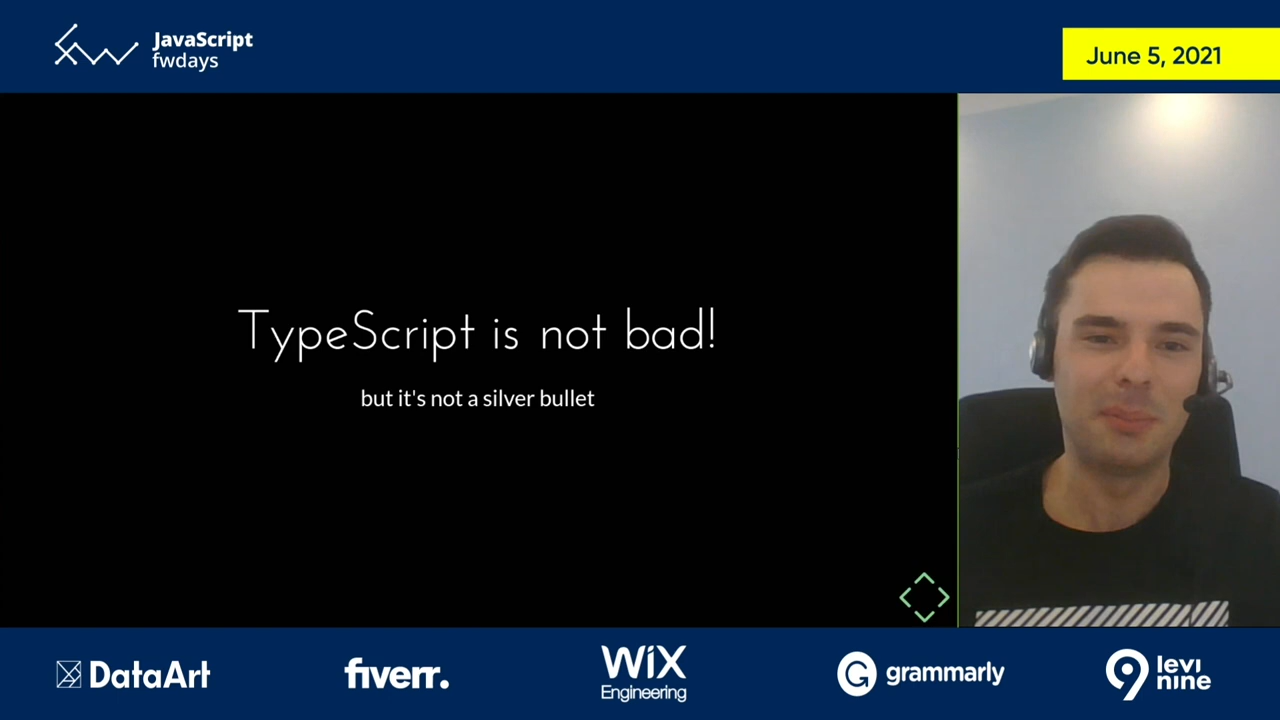 JavaScript
fwdays
June 5, 2021
TypeScript is not bad!
but it's not a silver bullet
DataArt
fiverr.
WiX
Engineering
grammarly
levi
nine